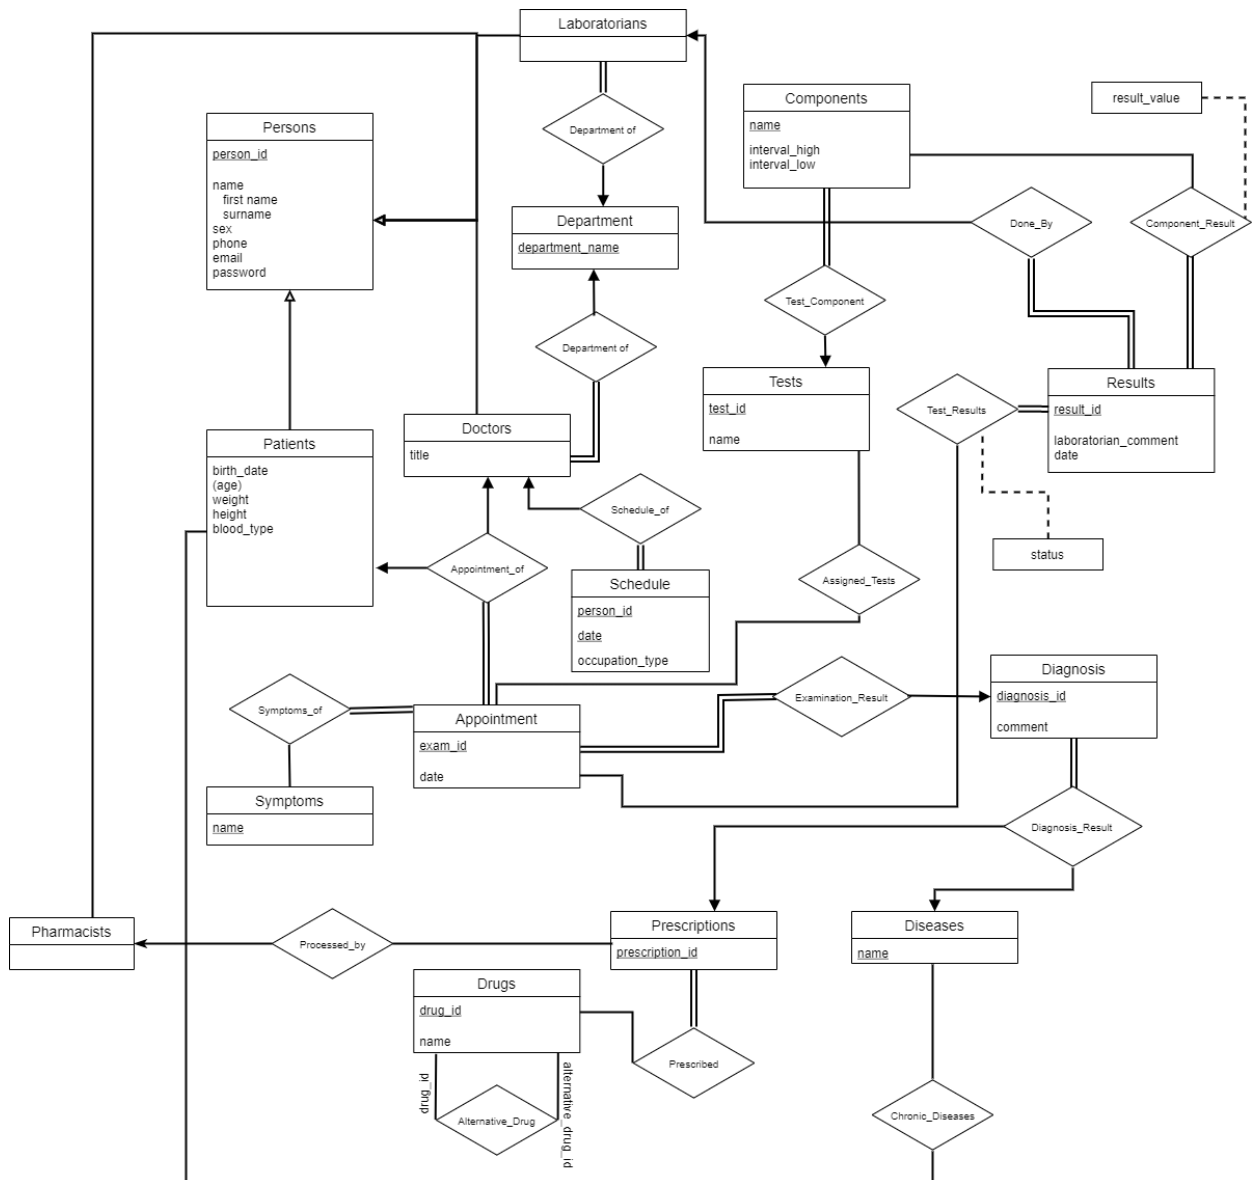 Laboratorians
Department of
Components
name
interval_high
interval_low
result_value
Persons
person_id
name
first name
surname
sex
phone
email
password
Department
department_name
Done_By
Component_Result
Test_Component
Department of
Tests
test_id
name
Test_Results
Results
result_id
laboratorian_comment
date
Doctors
title
Patients
birth_date
(age)
weight
height
blood_type
Schedule_of
status
Appointment_of
Schedule
person_id
date
occupation_type
Assigned_Tests
Symptoms_of
Appointment
exam_id
date
Examination_Result
Diagnosis
diagnosis_id
comment
Symptoms
name
Diagnosis_Result
Pharmacists
Processed_by
Prescriptions
prescription_id
Diseases
name
Drugs
drug_id
name
drug_id
alternative_drug_id
Alternative_Drug
Prescribed
Chronic_Diseases